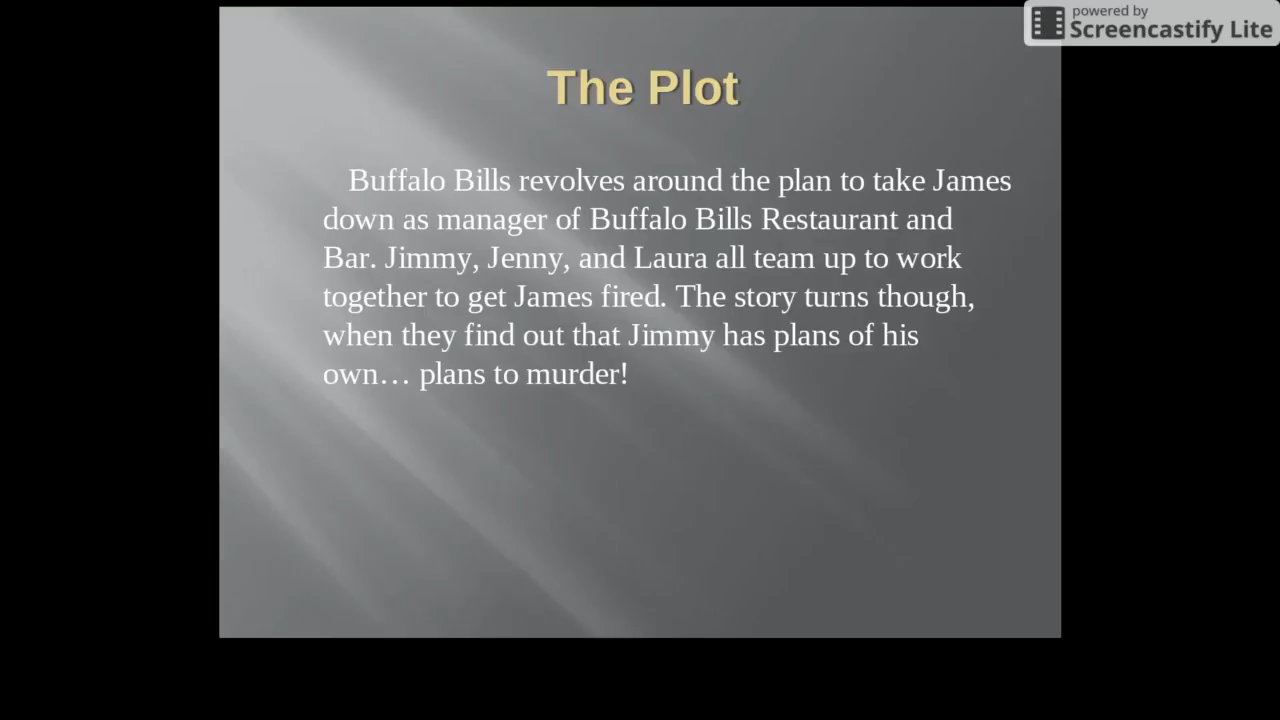 powered by
Screencastify Lite
The Plot
Buffalo Bills revolves around the plan to take James
down as manager of Buffalo Bills Restaurant and
Bar. Jimmy, Jenny, and Laura all team up to work
together to get James fired. The story turns though,
when they find out that Jimmy has plans of his
own… plans to murder!